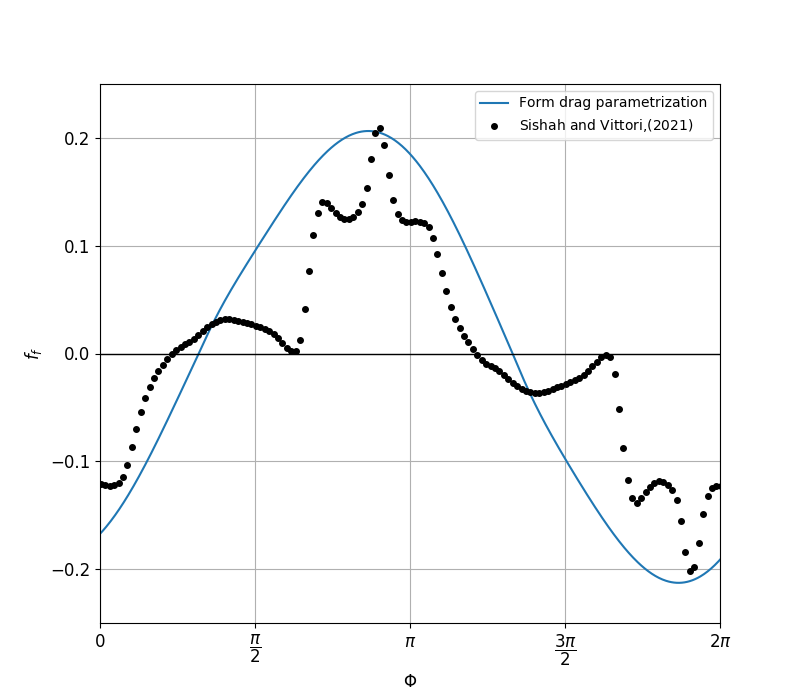 Form drag parametrization
Sishah and Vittori,(2021)
0.2
0.1
0.0
−0.1
−0.2
f_f
0
π/2
π
3π/2
2π
Φ